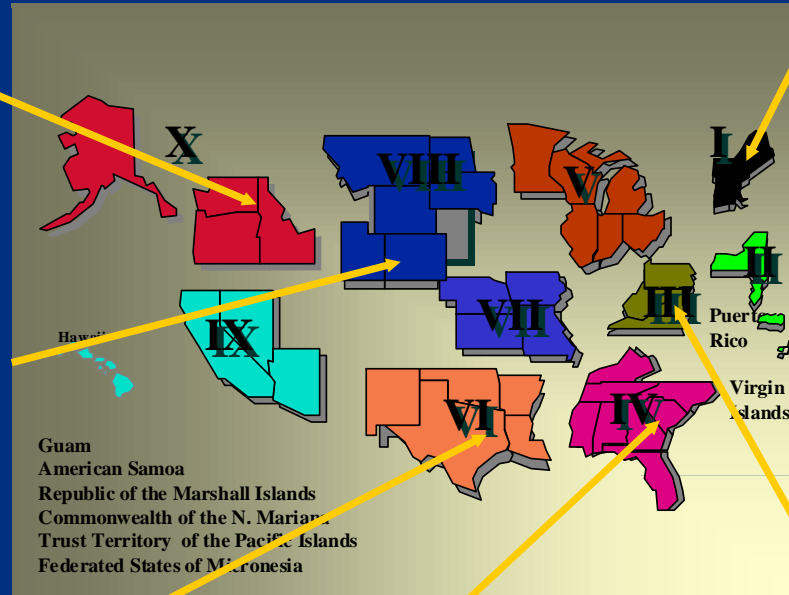 X
VIII
V
I
II
III
Puerto
Rico
Hawaii
IX
VII
Virgin
Islands
VI
IV
Guam
American Samoa
Republic of the Marshall Islands
Commonwealth of the N. Mariana
Trust Territory of the Pacific Islands
Federated States of Micronesia